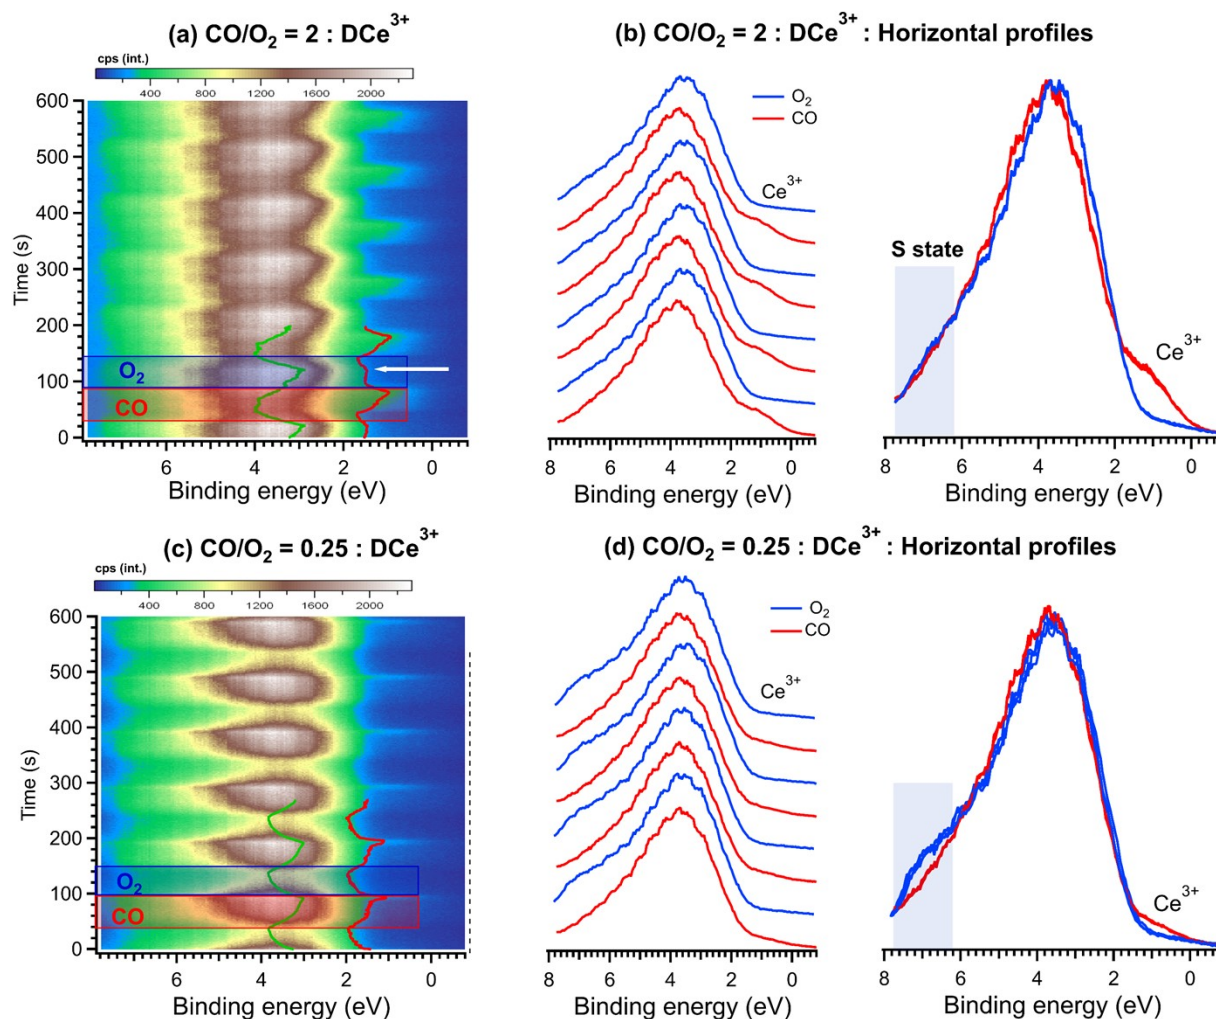 (a) CO/O₂ = 2 : DCe³⁺
cps (int.)
400 800 1200 1600 2000
600
500
400
300
200
100
0
Time (s)
O₂
CO
6 4 2 0
Binding energy (eV)
(b) CO/O₂ = 2 : DCe³⁺ : Horizontal profiles
O₂
CO
Ce³⁺
8 6 4 2 0
Binding energy (eV)
S state
Ce³⁺
8 6 4 2 0
Binding energy (eV)
(c) CO/O₂ = 0.25 : DCe³⁺
cps (int.)
400 800 1200 1600 2000
600
500
400
300
200
100
0
Time (s)
O₂
CO
6 4 2 0
Binding energy (eV)
(d) CO/O₂ = 0.25 : DCe³⁺ : Horizontal profiles
O₂
CO
Ce³⁺
8 6 4 2 0
Binding energy (eV)
Ce³⁺
8 6 4 2 0
Binding energy (eV)